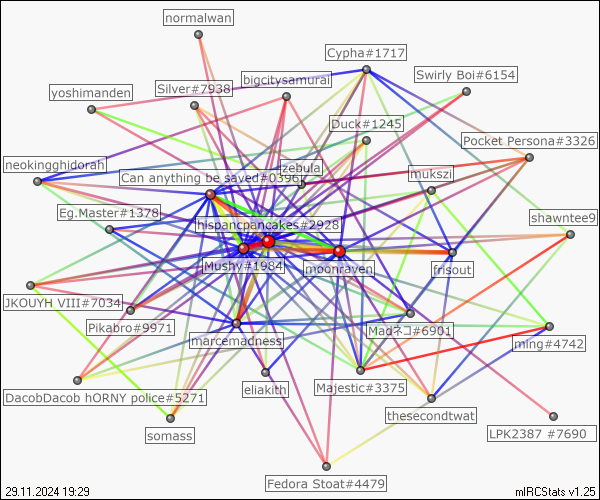 normalwan
Cypha#1717
Swirly Boi#6154
bigcitysamurai
Silver#7938
yoshimanden
Duck#1245
Pocket Persona#3326
neokingghidorah
zebula
Can anything be saved#0396
mukszi
Eg.Master#1378
shawntee9
hispancpancakes#2928
Mushy#1984
moonraven
frisout
JKOUYH VIII#7034
Pikabro#9971
Madネコ#6901
marcemadness
ming#4742
eliakith
Majestic#3375
DacobDacob hORNY police#5271
thesecondtwat
somass
LPK2387 #7690
Fedora Stoat#4479
29.11.2024 19:29
mIRCStats v1.25